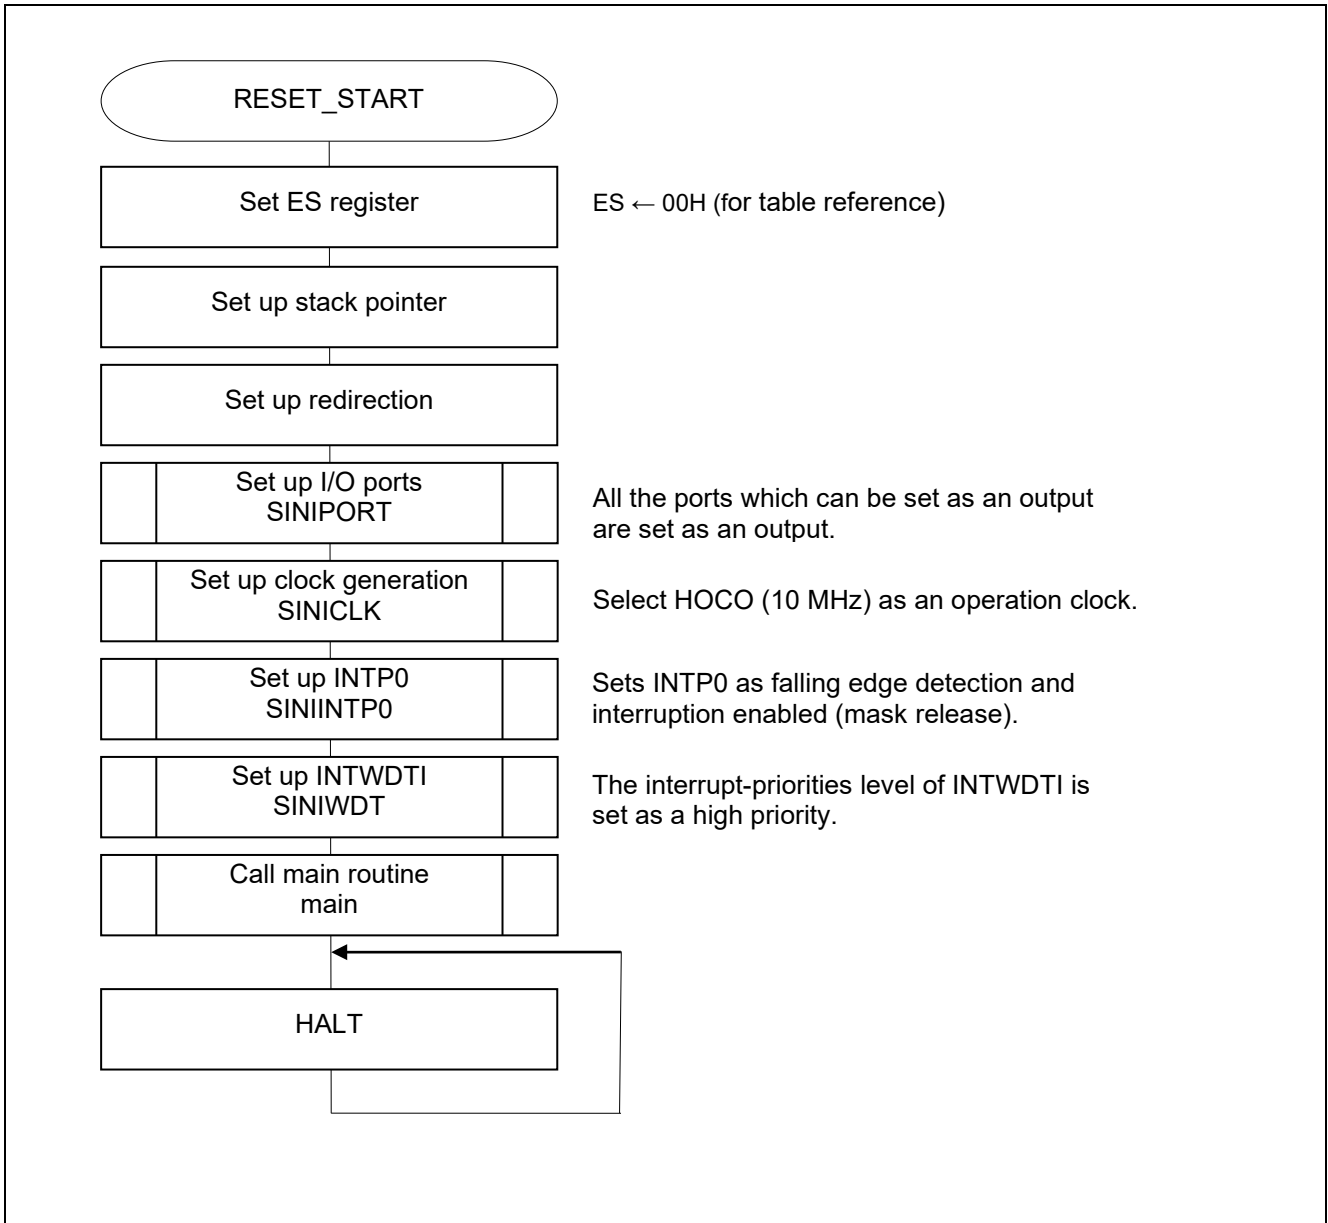 RESET_START
Set ES register
ES ← 00H (for table reference)
Set up stack pointer
Set up redirection
Set up I/O ports
SINIPORT
All the ports which can be set as an output
are set as an output.
Set up clock generation
SINICLK
Select HOCO (10 MHz) as an operation clock.
Set up INTP0
SINIINTP0
Sets INTP0 as falling edge detection and
interruption enabled (mask release).
Set up INTWDTI
SINIWDT
The interrupt-priorities level of INTWDTI is
set as a high priority.
Call main routine
main
HALT